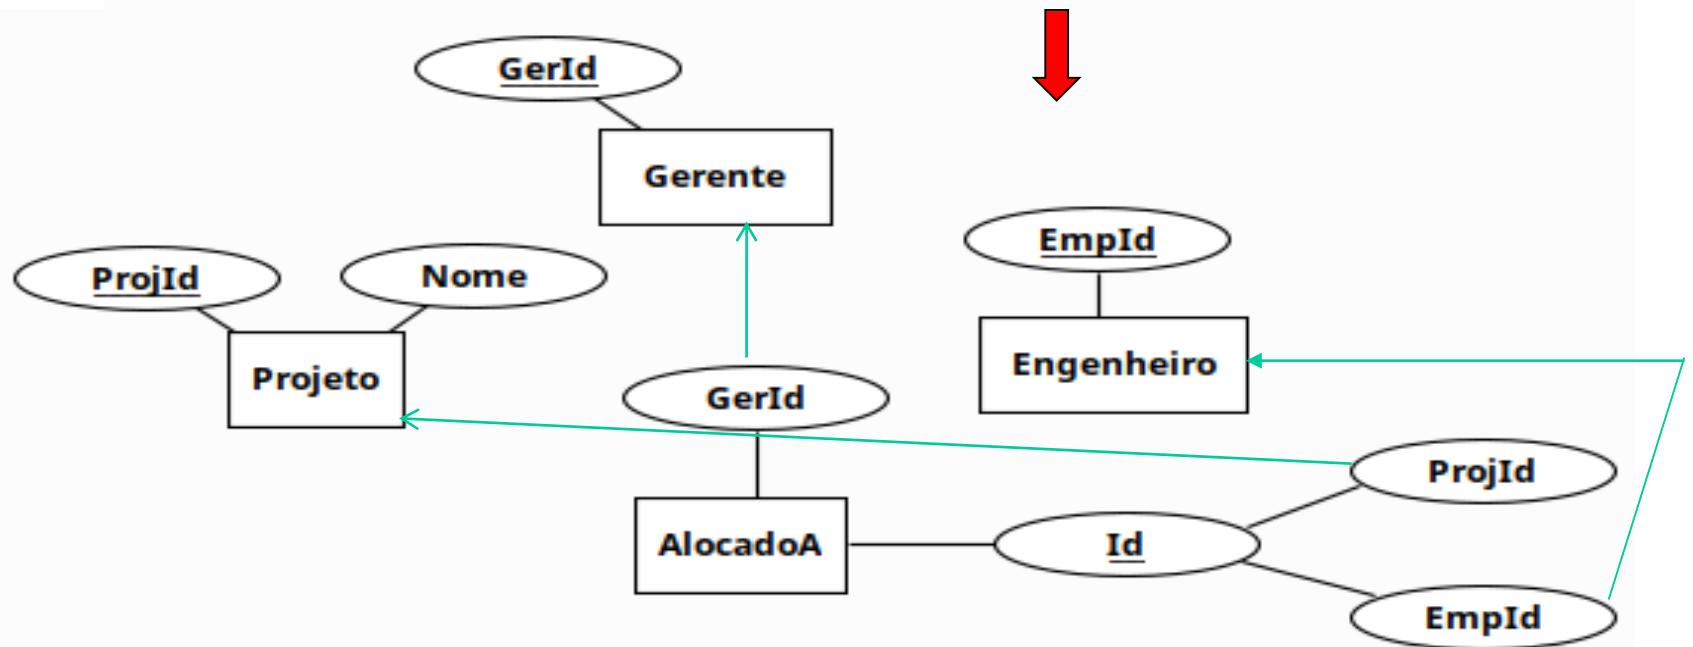 GerId
Gerente
EmpId
ProjId
Nome
Engenheiro
Projeto
GerId
ProjId
AlocadoA
Id
EmpId